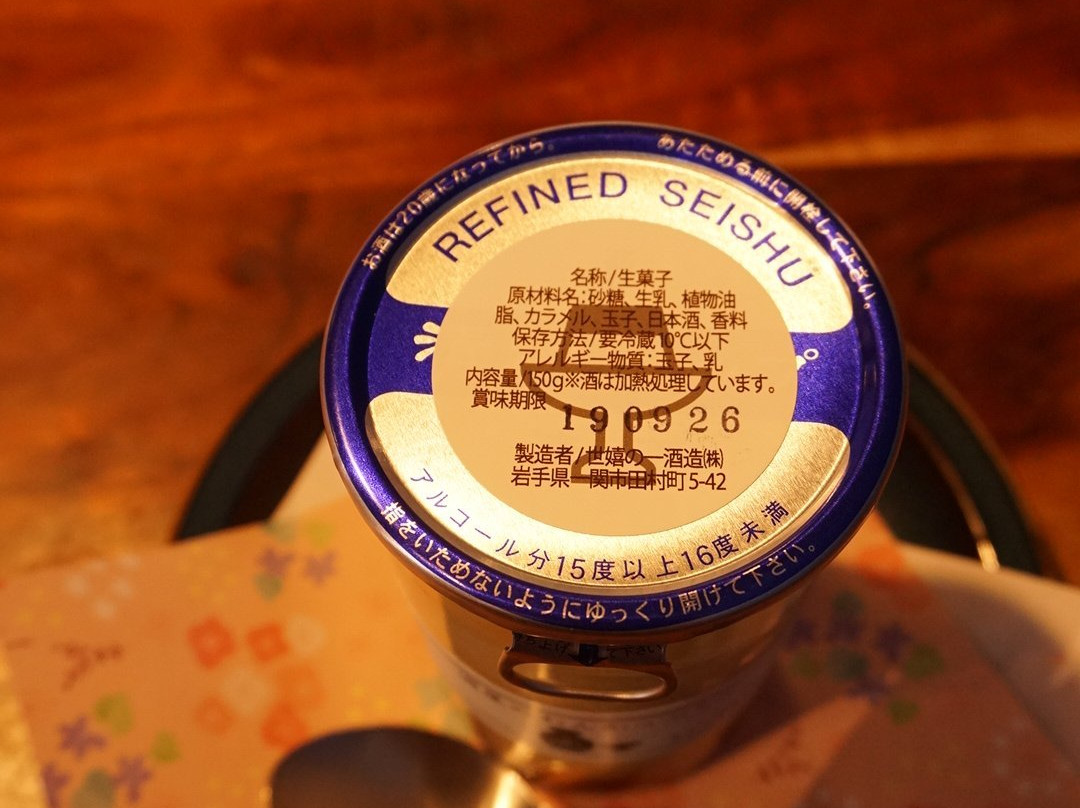 お酒は20歳になってから。
あたためる前に開栓して下さい。
REFINED SEISHU
名称/生菓子
原材料名:砂糖、生乳、植物油
脂、カラメル、玉子、日本酒、香料
保存方法/要冷蔵10℃以下
アレルギー物質:玉子、乳
内容量/150g※酒は加熱処理しています。
賞味期限 190926
製造者/世嬉の一酒造㈱
岩手県一関市田村町5-42
アルコール分15度以上16度未満
指をいためないようにゆっくり開けて下さい。